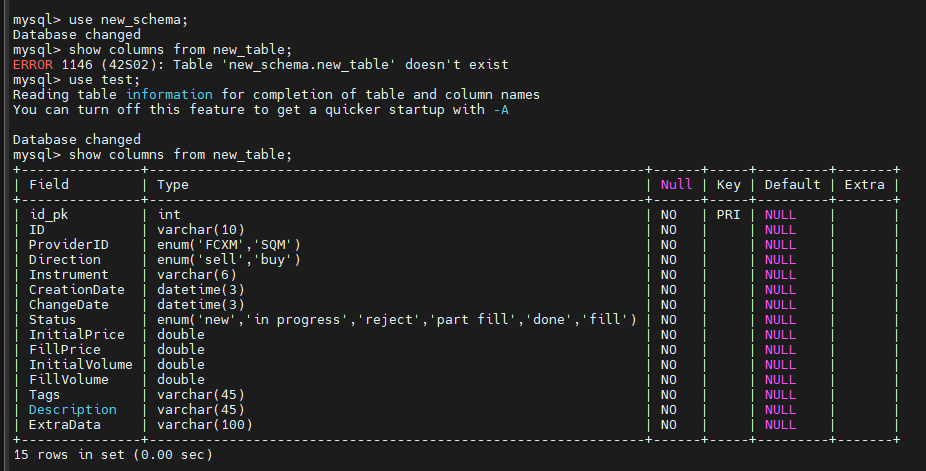 mysql> use new_schema;
Database changed
mysql> show columns from new_table;
ERROR 1146 (42S02): Table 'new_schema.new_table' doesn't exist
mysql> use test;
Reading table information for completion of table and column names
You can turn off this feature to get a quicker startup with -A

Database changed
mysql> show columns from new_table;
+---------------+-------------------------------------------------------------+------+-----+---------+-------+
| Field | Type | Null | Key | Default | Extra |
+---------------+-------------------------------------------------------------+------+-----+---------+-------+
| id_pk | int | NO | PRI | NULL | |
| ID | varchar(10) | NO | | NULL | |
| ProviderID | enum('FCXM','SQM') | NO | | NULL | |
| Direction | enum('sell','buy') | NO | | NULL | |
| Instrument | varchar(6) | NO | | NULL | |
| CreationDate | datetime(3) | NO | | NULL | |
| ChangeDate | datetime(3) | NO | | NULL | |
| Status | enum('new','in progress','reject','part fill','done','fill') | NO | | NULL | |
| InitialPrice | double | NO | | NULL | |
| FillPrice | double | NO | | NULL | |
| InitialVolume | double | NO | | NULL | |
| FillVolume | double | NO | | NULL | |
| Tags | varchar(45) | NO | | NULL | |
| Description | varchar(45) | NO | | NULL | |
| ExtraData | varchar(100) | NO | | NULL | |
+---------------+-------------------------------------------------------------+------+-----+---------+-------+
15 rows in set (0.00 sec)